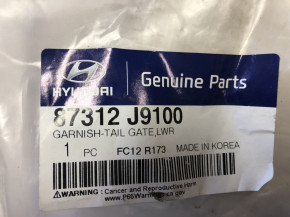 HYUNDAI
Genuine Parts
87312 J9100
GARNISH-TAIL GATE,LWR
1 PC FC12 R173 MADE IN KOREA
WARNING: Cancer and Reproductive Harm
www.P65Warnings.ca.gov